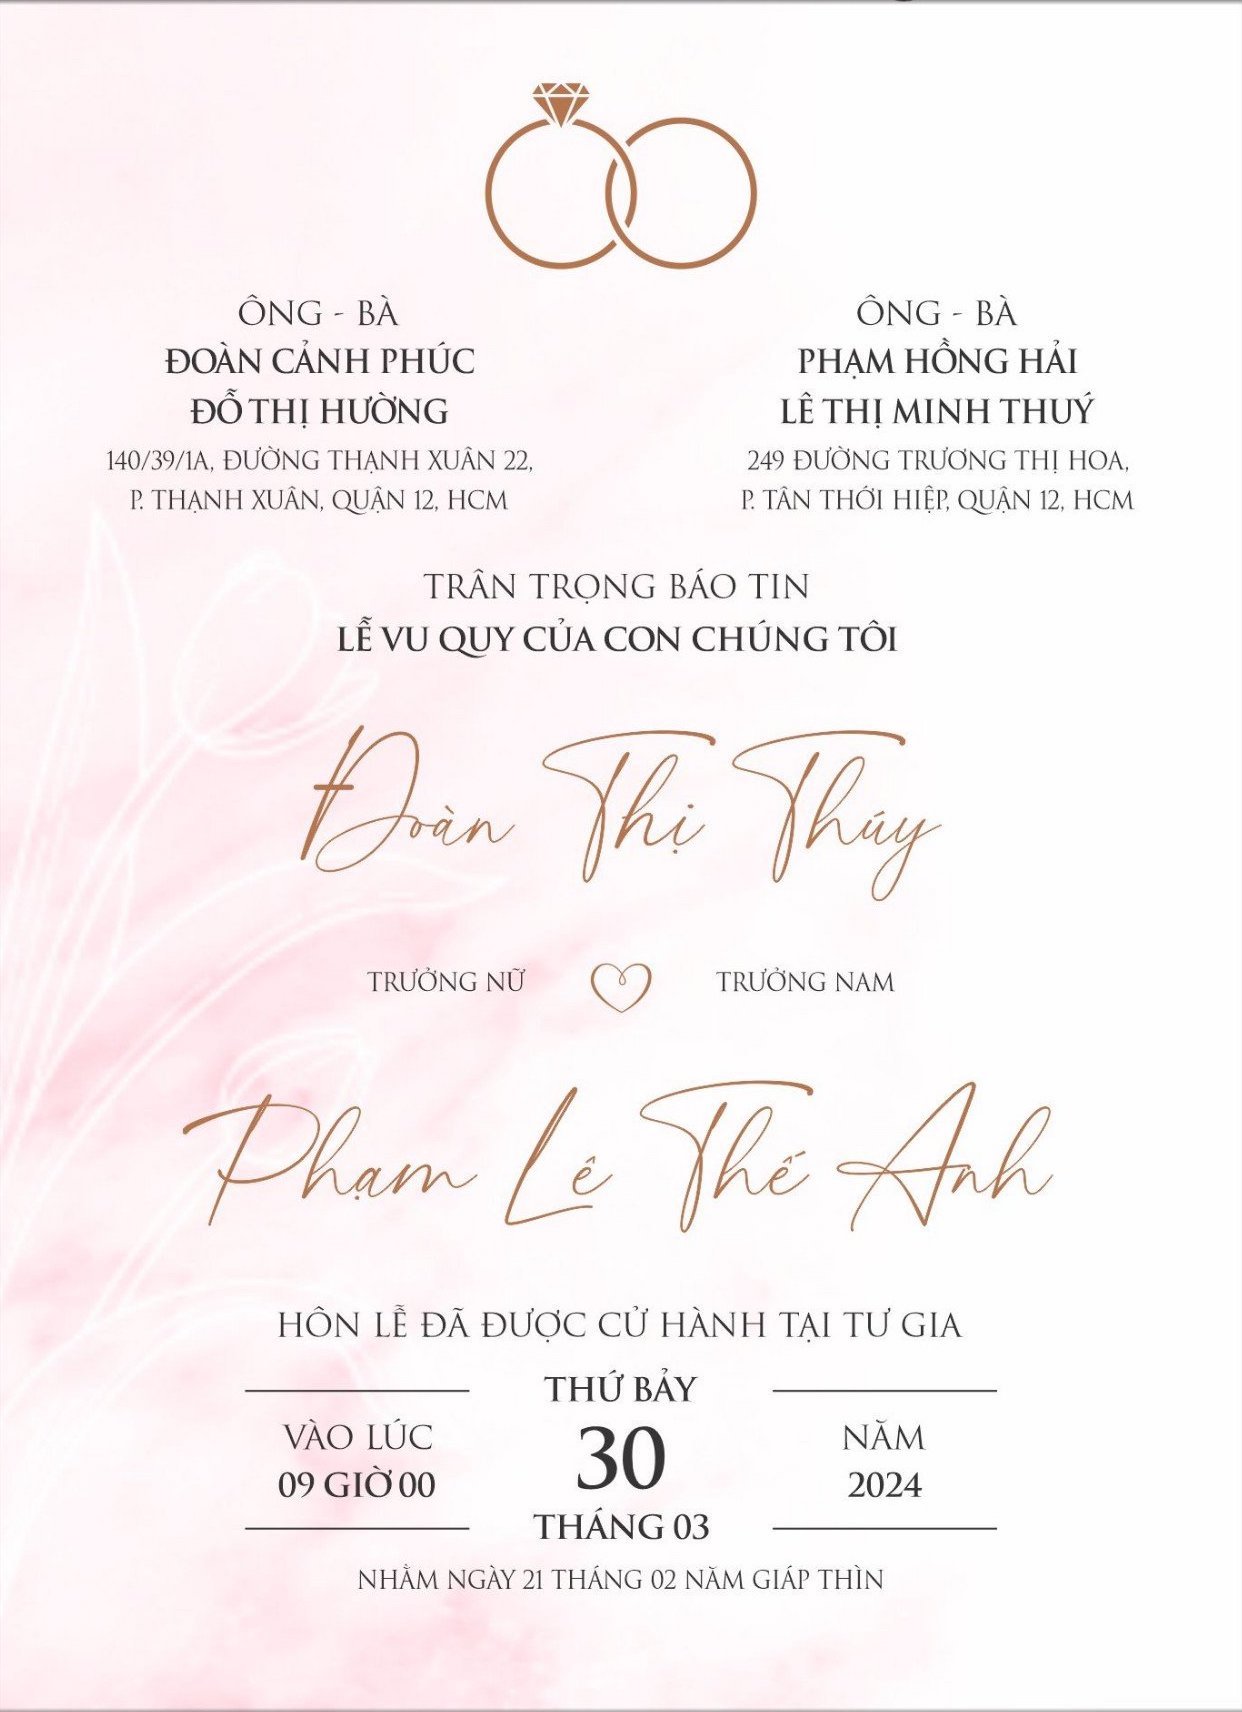 ÔNG - BÀ
ĐOÀN CẢNH PHÚC
ĐỖ THỊ HƯỜNG
140/39/1A, ĐƯỜNG THẠNH XUÂN 22,
P. THẠNH XUÂN, QUẬN 12, HCM
ÔNG - BÀ
PHẠM HỒNG HẢI
LÊ THỊ MINH THUÝ
249 ĐƯỜNG TRƯƠNG THỊ HOA,
P. TÂN THỚI HIỆP, QUẬN 12, HCM
TRÂN TRỌNG BÁO TIN
LỄ VU QUY CỦA CON CHÚNG TÔI
Đoàn Thị Thúy
TRƯỞNG NỮ
TRƯỞNG NAM
Phạm Lê Thế Anh
HÔN LỄ ĐÃ ĐƯỢC CỬ HÀNH TẠI TƯ GIA
VÀO LÚC
09 GIỜ 00
THỨ BẢY
30
THÁNG 03
NĂM
2024
NHẰM NGÀY 21 THÁNG 02 NĂM GIÁP THÌN